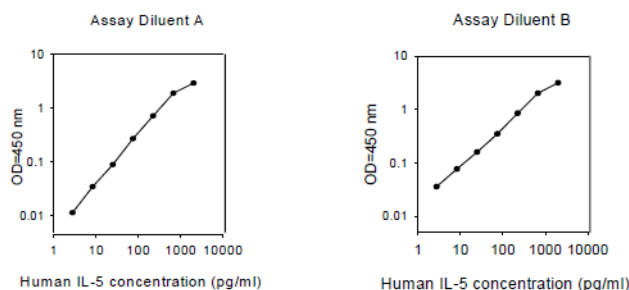 Assay Diluent A
10
1
0.1
0.01
OD=450 nm
1 10 100 1000 10000
Human IL-5 concentration (pg/ml)
Assay Diluent B
10
1
0.1
0.01
OD=450 nm
1 10 100 1000 10000
Human IL-5 concentration (pg/ml)